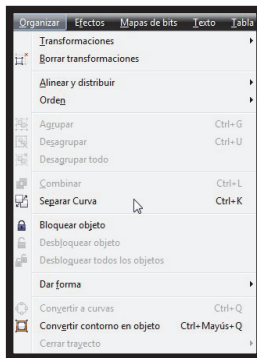 Organizar Efectos Mapas de bits Texto Tabla
Transformaciones
Borrar transformaciones
Alinear y distribuir
Orden
Agrupar Ctrl+G
Desagrupar Ctrl+U
Desagrupar todo
Combinar Ctrl+L
Separar Curva Ctrl+K
Bloquear objeto
Desbloquear objeto
Desbloquear todos los objetos
Dar forma
Convertir a curvas Ctrl+Q
Convertir contorno en objeto Ctrl+Mayús+Q
Cerrar trayecto